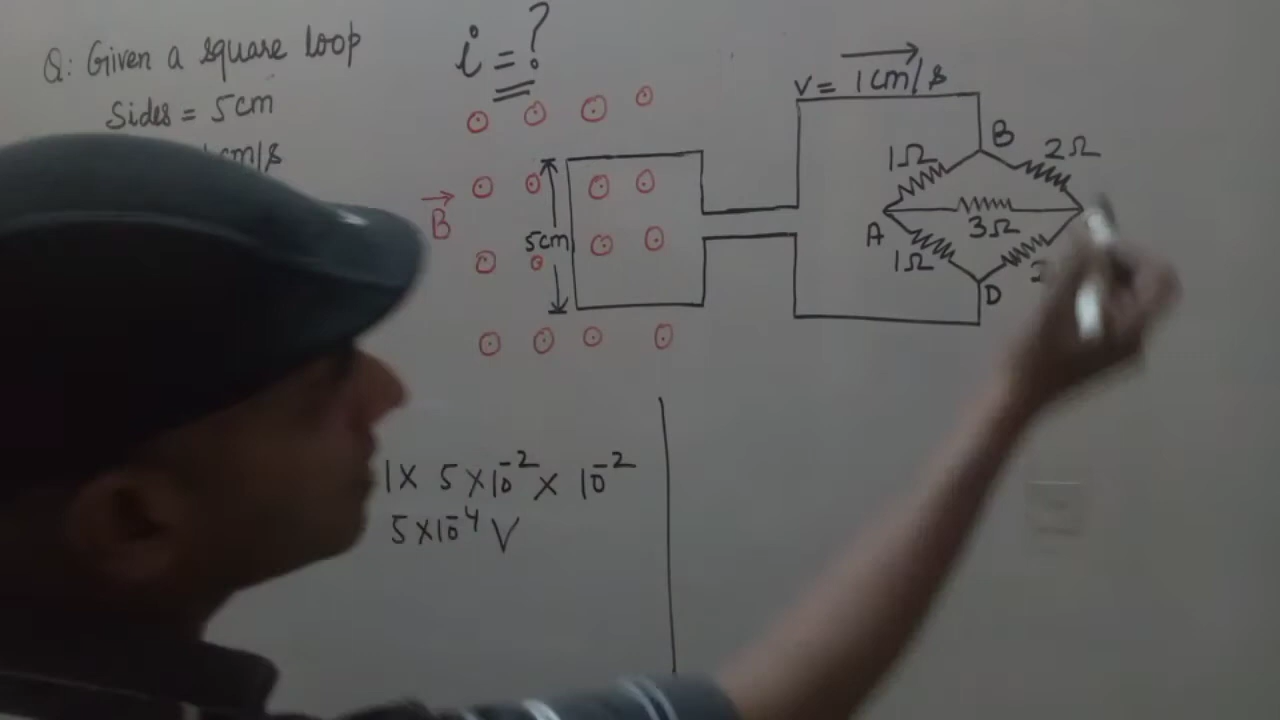 Q: Given a square loop
Sides = 5cm
cm/s
i = ?
V = 1cm/s
B
5cm
B
1Ω
2Ω
A
3Ω
1Ω
D
1 × 5 × 10⁻² × 10⁻²
5 × 10⁻⁴ V